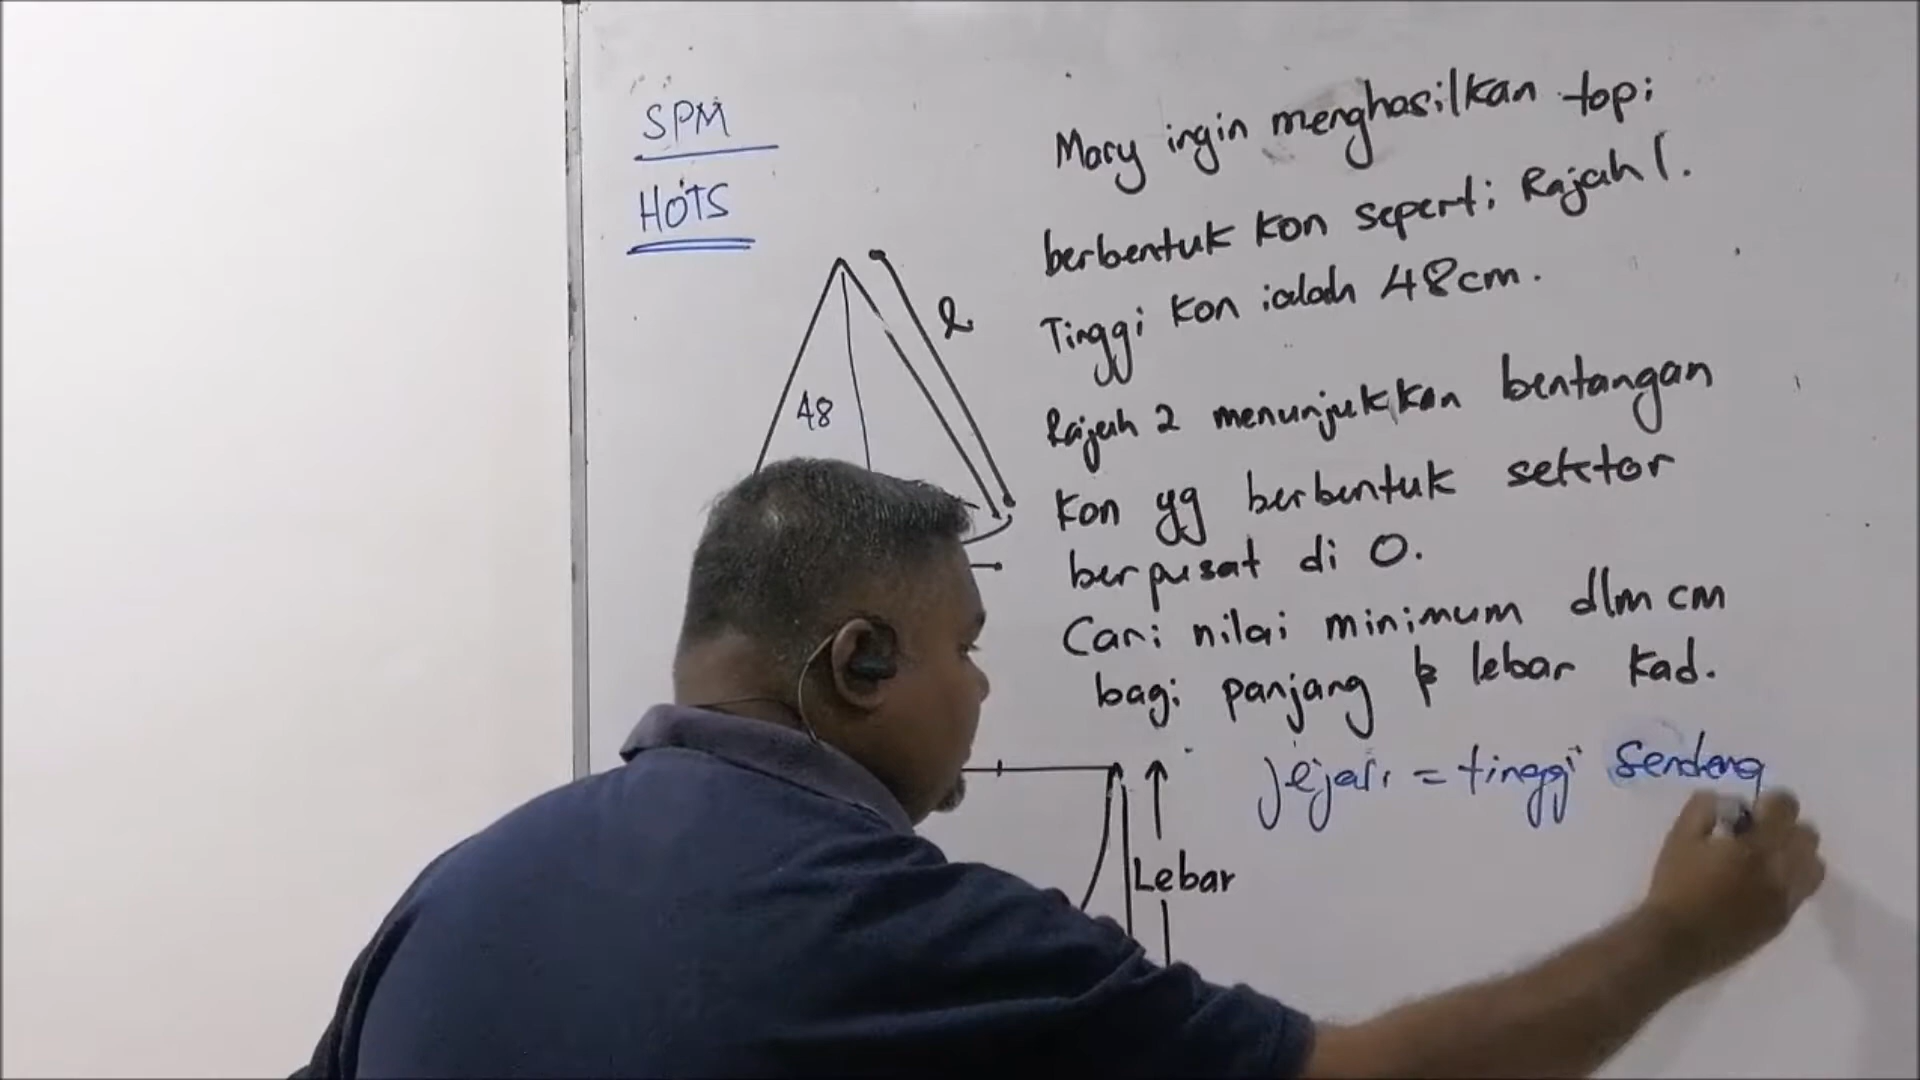 SPM
HOTS
Mary ingin menghasilkan topi
berbentuk kon seperti Rajah 1.
Tinggi kon ialah 48cm.
Rajah 2 menunjukkan bentangan
kon yg berbentuk sektor
berpusat di O.
Cari nilai minimum dlm cm
bagi panjang & lebar kad.
l
48
jejari = tinggi sendeng
Lebar